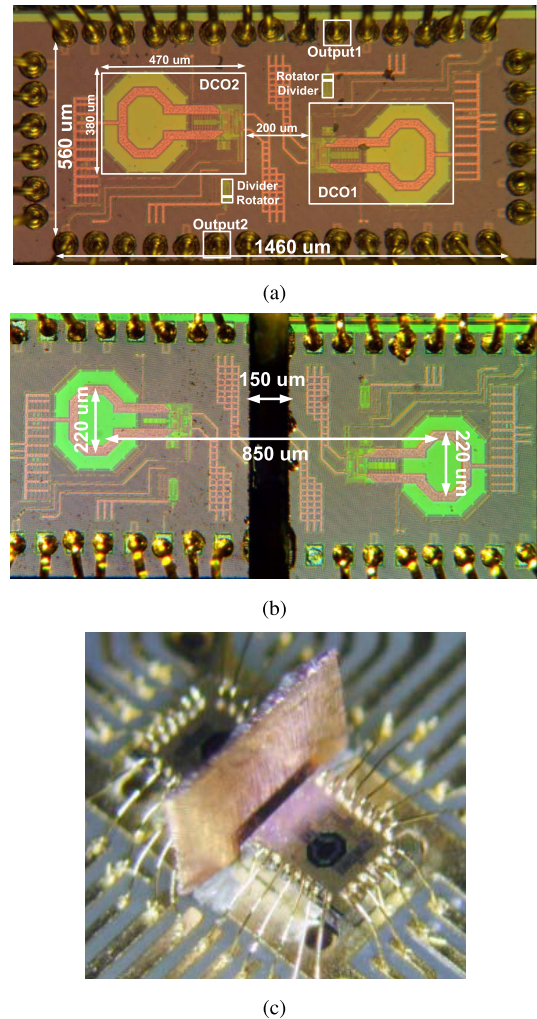 Output1
470 um
DCO2
Rotator
Divider
380 um
560 um
200 um
DCO1
Divider
Rotator
Output2
1460 um
(a)
150 um
220 um
850 um
220 um
(b)
(c)